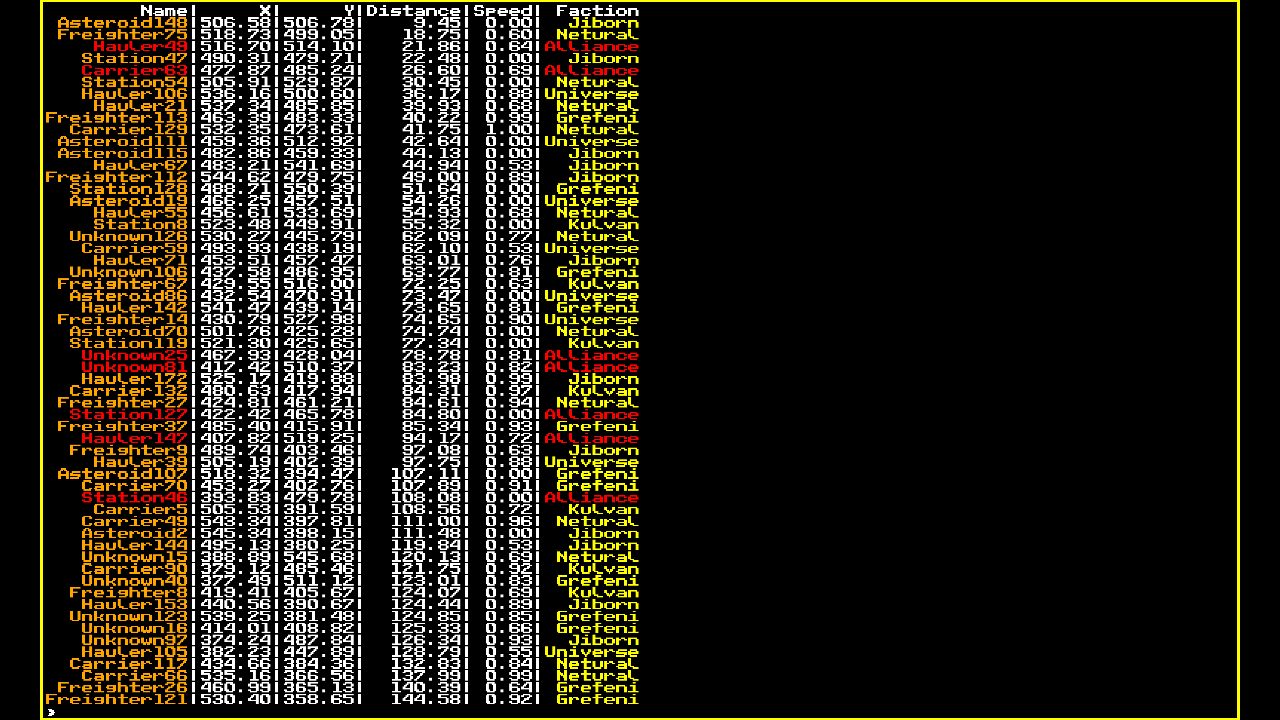 Name| X| Y|Distance|Speed| Faction
Asteroid148|506.58|506.78| 9.45| 0.00| Jiborn
Freighter75|518.73|499.05| 18.75| 0.60| Netural
Hauler49|516.70|514.10| 21.86| 0.64|Alliance
Station47|490.31|479.71| 22.48| 0.00| Jiborn
Carrier63|477.87|485.24| 26.60| 0.69|Alliance
Station54|505.51|529.87| 30.45| 0.00| Netural
Hauler106|536.16|500.60| 36.17| 0.88|Universe
Hauler21|537.34|485.85| 39.93| 0.68| Netural
Freighter113|463.39|483.33| 40.22| 0.99| Grefeni
Carrier129|532.35|473.61| 41.75| 1.00| Netural
Asteroid111|459.36|512.92| 42.64| 0.00|Universe
Asteroid115|482.86|459.33| 44.13| 0.00| Jiborn
Hauler67|483.21|541.69| 44.94| 0.53| Jiborn
Freighter112|544.62|479.75| 49.00| 0.89| Jiborn
Station128|488.71|550.39| 51.64| 0.00| Grefeni
Asteroid19|466.25|457.51| 54.26| 0.00|Universe
Hauler55|456.61|533.69| 54.93| 0.68| Netural
Station8|523.48|449.91| 55.32| 0.00| Kulvan
Unknown126|530.27|445.79| 62.09| 0.77| Netural
Carrier59|493.93|438.19| 62.10| 0.53|Universe
Hauler71|453.51|457.47| 63.01| 0.76| Jiborn
Unknown106|437.58|486.95| 63.77| 0.81| Grefeni
Freighter67|429.55|516.00| 72.25| 0.63| Kulvan
Asteroid86|432.54|470.91| 73.47| 0.00|Universe
Hauler142|541.47|439.14| 73.65| 0.81| Grefeni
Freighter14|430.79|527.98| 74.65| 0.90|Universe
Asteroid70|501.76|425.28| 74.74| 0.00| Netural
Station119|521.30|425.65| 77.34| 0.00| Kulvan
Unknown25|467.93|428.04| 78.78| 0.81|Alliance
Unknown81|417.42|510.37| 83.23| 0.82|Alliance
Hauler172|525.17|419.88| 83.98| 0.99| Jiborn
Carrier132|480.63|417.94| 84.31| 0.97| Kulvan
Freighter27|424.81|461.21| 84.61| 0.94| Netural
Station127|422.42|465.78| 84.80| 0.00|Alliance
Freighter37|485.40|415.91| 85.34| 0.93| Grefeni
Hauler147|407.82|519.25| 94.17| 0.72|Alliance
Freighter9|489.74|403.46| 97.08| 0.63| Jiborn
Hauler39|505.19|402.36| 97.75| 0.88|Universe
Asteroid107|518.37|394.47| 107.11| 0.00| Grefeni
Carrier70|453.27|402.76| 107.89| 0.91| Grefeni
Station46|393.83|479.78| 108.08| 0.00|Alliance
Carrier5|505.53|391.59| 108.56| 0.72| Kulvan
Carrier49|543.34|397.81| 111.00| 0.96| Netural
Asteroid2|545.34|398.15| 111.48| 0.00| Jiborn
Hauler144|495.13|380.25| 119.84| 0.53| Jiborn
Unknown15|388.89|545.68| 120.13| 0.59| Netural
Carrier90|379.12|485.46| 121.75| 0.92| Kulvan
Unknown40|377.49|511.12| 123.01| 0.83| Grefeni
Freighter8|419.41|405.67| 124.07| 0.69| Kulvan
Hauler153|440.56|390.67| 124.44| 0.89| Jiborn
Unknown123|539.25|381.48| 124.85| 0.85| Grefeni
Unknown16|414.01|408.82| 125.33| 0.66| Grefeni
Unknown97|374.24|487.84| 126.34| 0.93| Jiborn
Hauler105|382.23|447.89| 128.79| 0.55|Universe
Carrier117|434.66|384.36| 132.83| 0.84| Netural
Carrier66|535.16|366.56| 137.99| 0.99| Netural
Freighter26|460.99|365.13| 140.39| 0.64| Grefeni
Freighter121|530.40|358.65| 144.58| 0.92| Grefeni